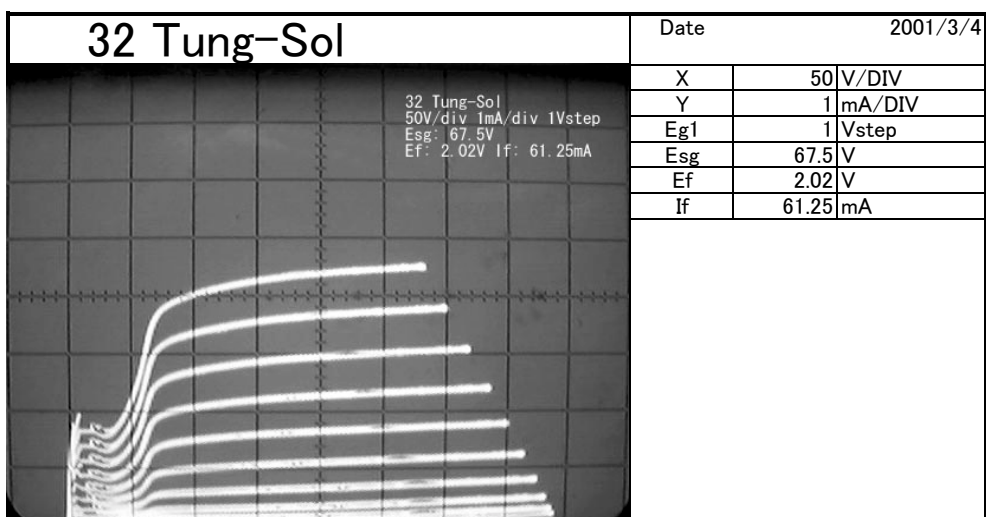 32 Tung-Sol
Date 2001/3/4
X 50 V/DIV
Y 1 mA/DIV
Eg1 1 Vstep
Esg 67.5 V
Ef 2.02 V
If 61.25 mA
32 Tung-Sol
50V/div 1mA/div 1Vstep
Esg: 67.5V
Ef: 2.02V If: 61.25mA